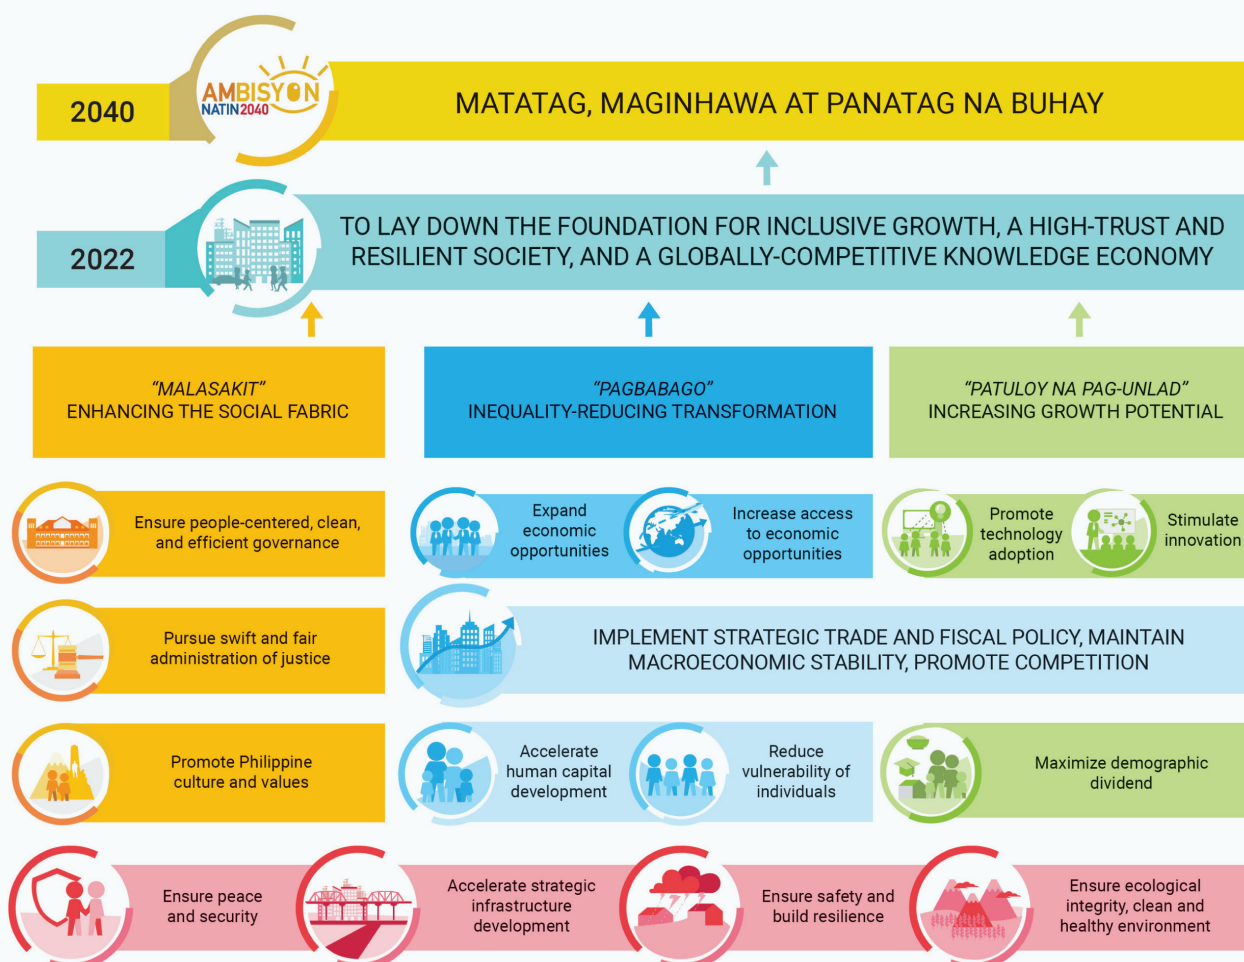 2040
AMBISYON
NATIN2040
MATATAG, MAGINHAWA AT PANATAG NA BUHAY
2022
TO LAY DOWN THE FOUNDATION FOR INCLUSIVE GROWTH, A HIGH-TRUST AND
RESILIENT SOCIETY, AND A GLOBALLY-COMPETITIVE KNOWLEDGE ECONOMY
“MALASAKIT”
ENHANCING THE SOCIAL FABRIC
“PAGBABAGO”
INEQUALITY-REDUCING TRANSFORMATION
“PATULOY NA PAG-UNLAD”
INCREASING GROWTH POTENTIAL
Ensure people-centered, clean,
and efficient governance
Expand
economic
opportunities
Increase access
to economic
opportunities
Promote
technology
adoption
Stimulate
innovation
Pursue swift and fair
administration of justice
IMPLEMENT STRATEGIC TRADE AND FISCAL POLICY, MAINTAIN
MACROECONOMIC STABILITY, PROMOTE COMPETITION
Promote Philippine
culture and values
Accelerate
human capital
development
Reduce
vulnerability of
individuals
Maximize demographic
dividend
Ensure peace
and security
Accelerate strategic
infrastructure
development
Ensure safety and
build resilience
Ensure ecological
integrity, clean and
healthy environment